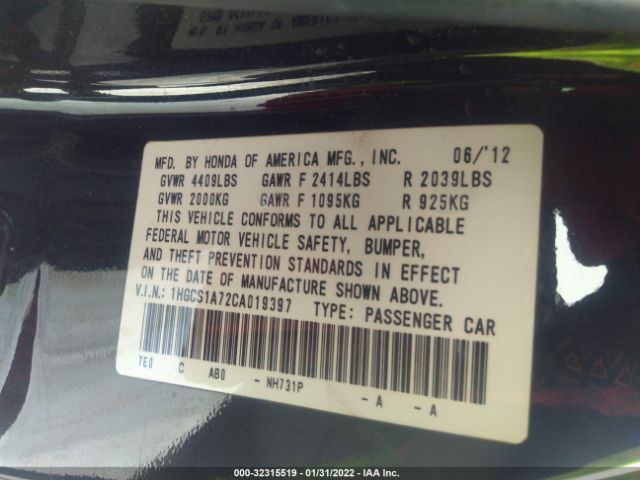 MFD. BY HONDA OF AMERICA MFG., INC. 06/'12
GVWR 4409LBS GAWR F 2414LBS R 2039LBS
GVWR 2000KG GAWR F 1095KG R 925KG
THIS VEHICLE CONFORMS TO ALL APPLICABLE
FEDERAL MOTOR VEHICLE SAFETY, BUMPER,
AND THEFT PREVENTION STANDARDS IN EFFECT
ON THE DATE OF MANUFACTURE SHOWN ABOVE.
V.I.N.: 1HGCS1A72CA019397 TYPE: PASSENGER CAR
TE0 C AB0 - NH731P - A - A
000-32315519 - 01/31/2022 - IAA Inc.